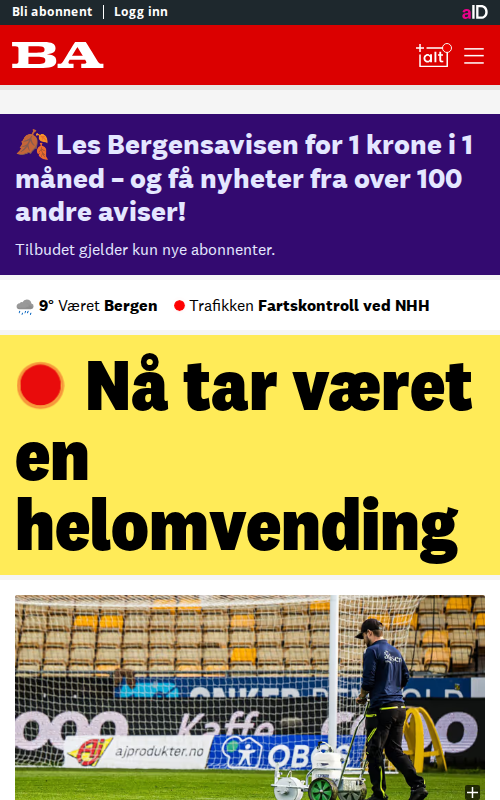 Bli abonnent
Logg inn
aID
BA
+alt
Les Bergensavisen for 1 krone i 1
måned – og få nyheter fra over 100
andre aviser!
Tilbudet gjelder kun nye abonnenter.
9° Været Bergen
Trafikken Fartskontroll ved NHH
Nå tar været
en
helomvending
Kaffe
ajprodukter.no
OBOS